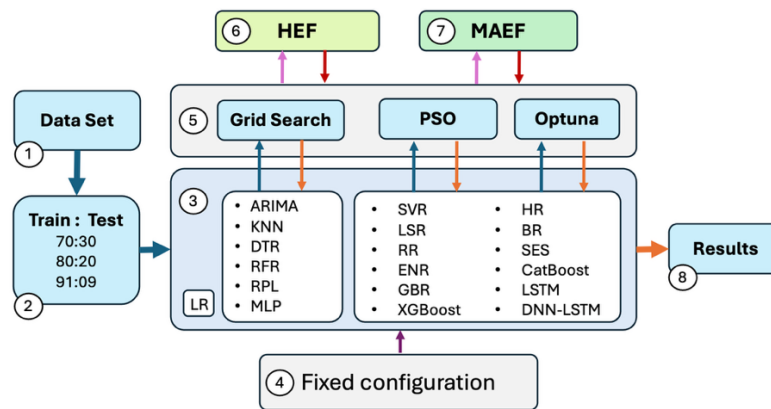 6 HEF
7 MAEF
Data Set
1
5
Grid Search
PSO
Optuna
Train : Test
70:30
80:20
91:09
2
3
• ARIMA
• KNN
• DTR
• RFR
• RPL
• MLP
LR
• SVR
• LSR
• RR
• ENR
• GBR
• XGBoost
• HR
• BR
• SES
• CatBoost
• LSTM
• DNN-LSTM
Results
8
4 Fixed configuration